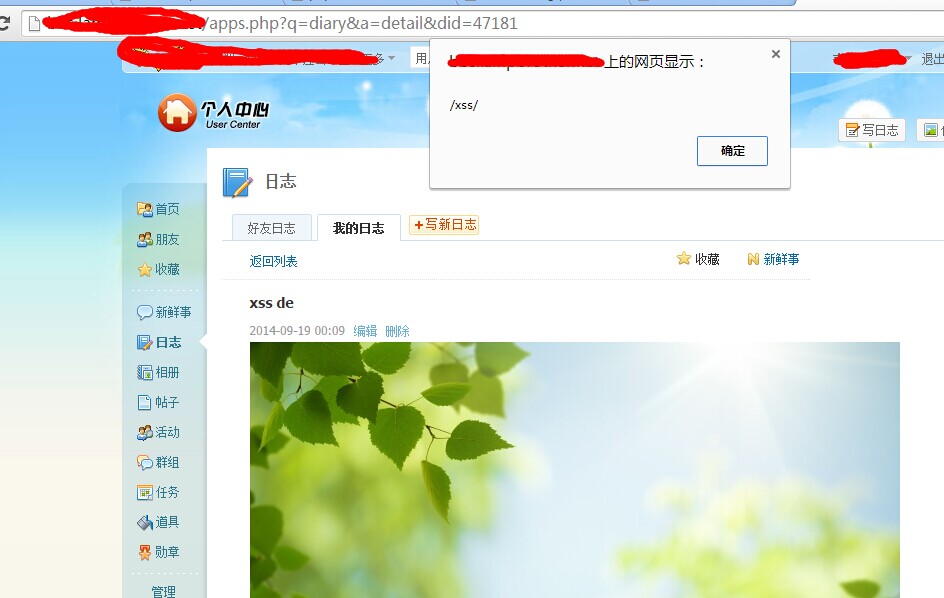 /apps.php?q=diary&a=detail&did=47181
多
用
上的网页显示：
/xss/
确定
退出
个人中心
User Center
写日志
日志
好友日志
我的日志
+写新日志
返回列表
收藏
新鲜事
首页
朋友
收藏
新鲜事
日志
相册
帖子
活动
群组
任务
道具
勋章
管理
xss de
2014-09-19 00:09 编辑 删除